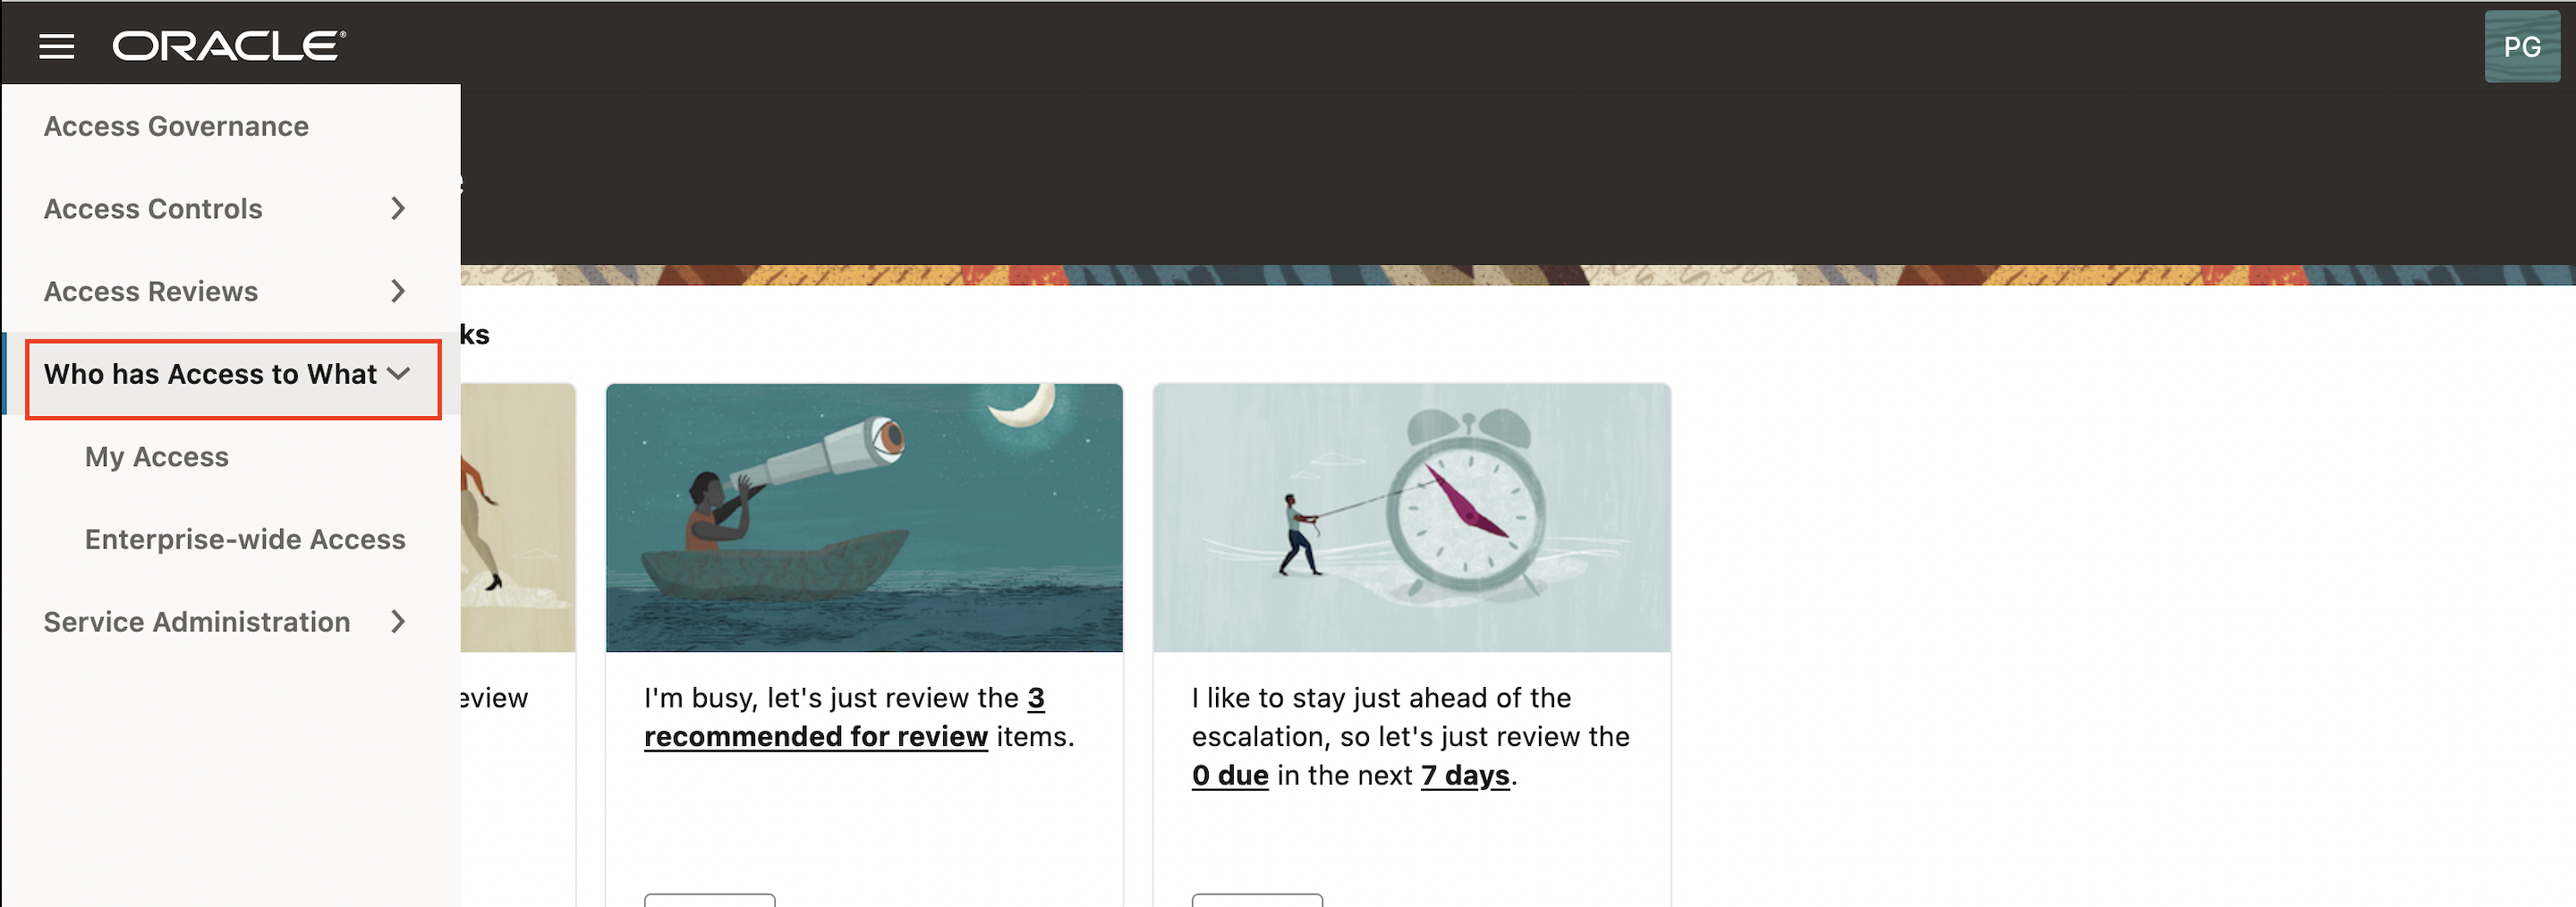 ORACLE
PG
Access Governance
Access Controls
Access Reviews
Who has Access to What
My Access
Enterprise-wide Access
Service Administration
I'm busy, let's just review the 3
recommended for review items.
I like to stay just ahead of the
escalation, so let's just review the
0 due in the next 7 days.